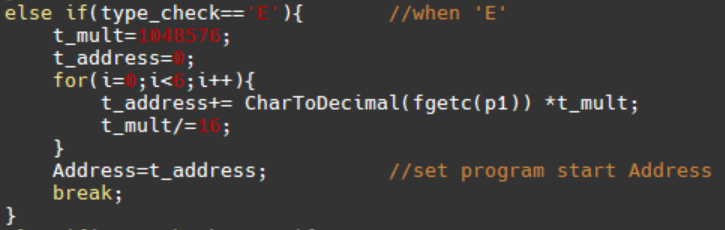 else if(type_check=='E'){        //when 'E'
    t_mult=1048576;
    t_address=0;
    for(i=0;i<6;i++){
        t_address+= CharToDecimal(fgetc(p1)) *t_mult;
        t_mult/=16;
    }
    Address=t_address;          //set program start Address
    break;
}